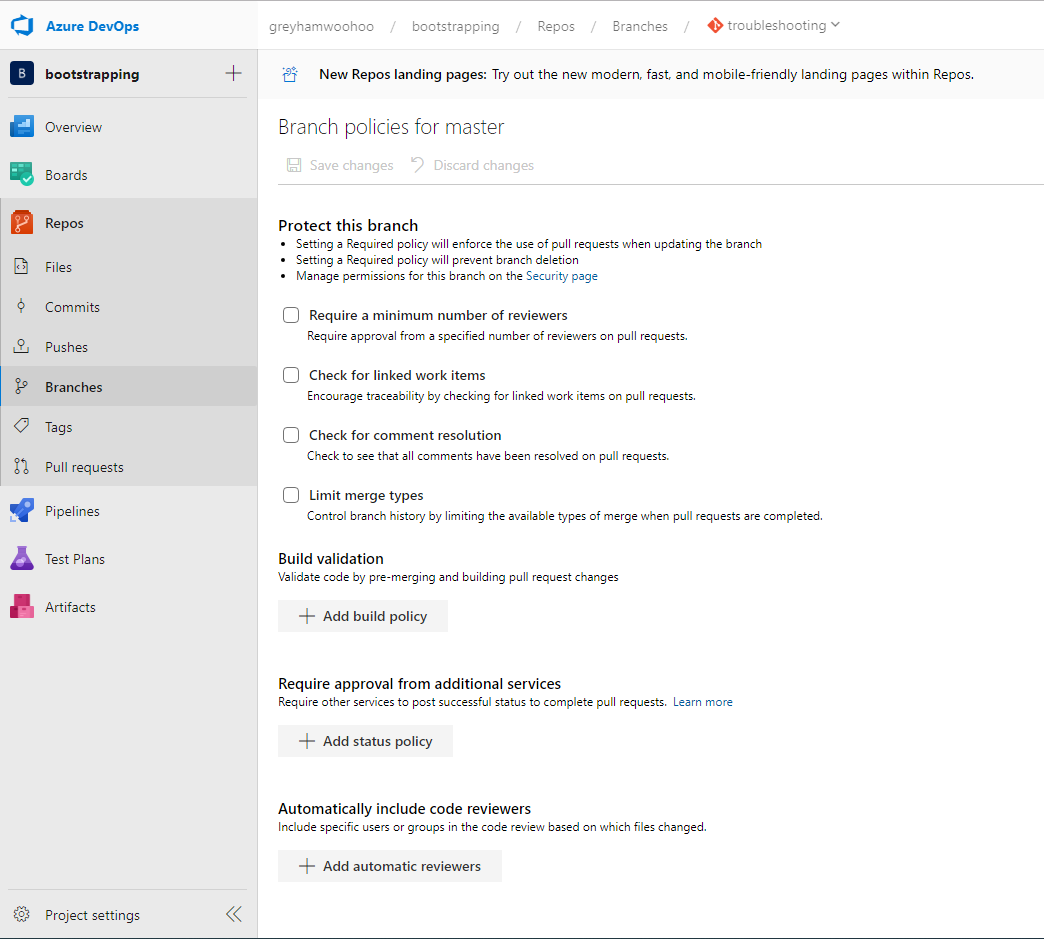 Azure DevOps
greyhamwoohoo / bootstrapping / Repos / Branches / troubleshooting
B bootstrapping
New Repos landing pages: Try out the new modern, fast, and mobile-friendly landing pages within Repos.
Overview
Boards
Repos
Files
Commits
Pushes
Branches
Tags
Pull requests
Pipelines
Test Plans
Artifacts
Project settings
Branch policies for master
Save changes Discard changes
Protect this branch
• Setting a Required policy will enforce the use of pull requests when updating the branch
• Setting a Required policy will prevent branch deletion
• Manage permissions for this branch on the Security page
Require a minimum number of reviewers
Require approval from a specified number of reviewers on pull requests.
Check for linked work items
Encourage traceability by checking for linked work items on pull requests.
Check for comment resolution
Check to see that all comments have been resolved on pull requests.
Limit merge types
Control branch history by limiting the available types of merge when pull requests are completed.
Build validation
Validate code by pre-merging and building pull request changes
Add build policy
Require approval from additional services
Require other services to post successful status to complete pull requests. Learn more
Add status policy
Automatically include code reviewers
Include specific users or groups in the code review based on which files changed.
Add automatic reviewers